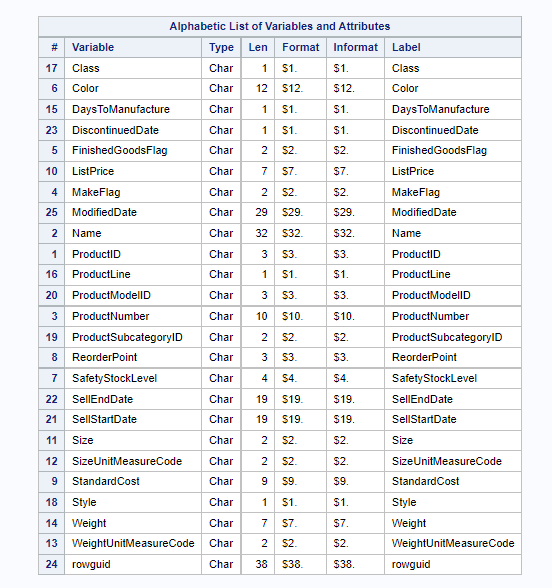 Alphabetic List of Variables and Attributes
# Variable Type Len Format Informat Label
17 Class Char 1 $1. $1. Class
6 Color Char 12 $12. $12. Color
15 DaysToManufacture Char 1 $1. $1. DaysToManufacture
23 DiscontinuedDate Char 1 $1. $1. DiscontinuedDate
5 FinishedGoodsFlag Char 2 $2. $2. FinishedGoodsFlag
10 ListPrice Char 7 $7. $7. ListPrice
4 MakeFlag Char 2 $2. $2. MakeFlag
25 ModifiedDate Char 29 $29. $29. ModifiedDate
2 Name Char 32 $32. $32. Name
1 ProductID Char 3 $3. $3. ProductID
16 ProductLine Char 1 $1. $1. ProductLine
20 ProductModelID Char 3 $3. $3. ProductModelID
3 ProductNumber Char 10 $10. $10. ProductNumber
19 ProductSubcategoryID Char 2 $2. $2. ProductSubcategoryID
8 ReorderPoint Char 3 $3. $3. ReorderPoint
7 SafetyStockLevel Char 4 $4. $4. SafetyStockLevel
22 SellEndDate Char 19 $19. $19. SellEndDate
21 SellStartDate Char 19 $19. $19. SellStartDate
11 Size Char 2 $2. $2. Size
12 SizeUnitMeasureCode Char 2 $2. $2. SizeUnitMeasureCode
9 StandardCost Char 9 $9. $9. StandardCost
18 Style Char 1 $1. $1. Style
14 Weight Char 7 $7. $7. Weight
13 WeightUnitMeasureCode Char 2 $2. $2. WeightUnitMeasureCode
24 rowguid Char 38 $38. $38. rowguid